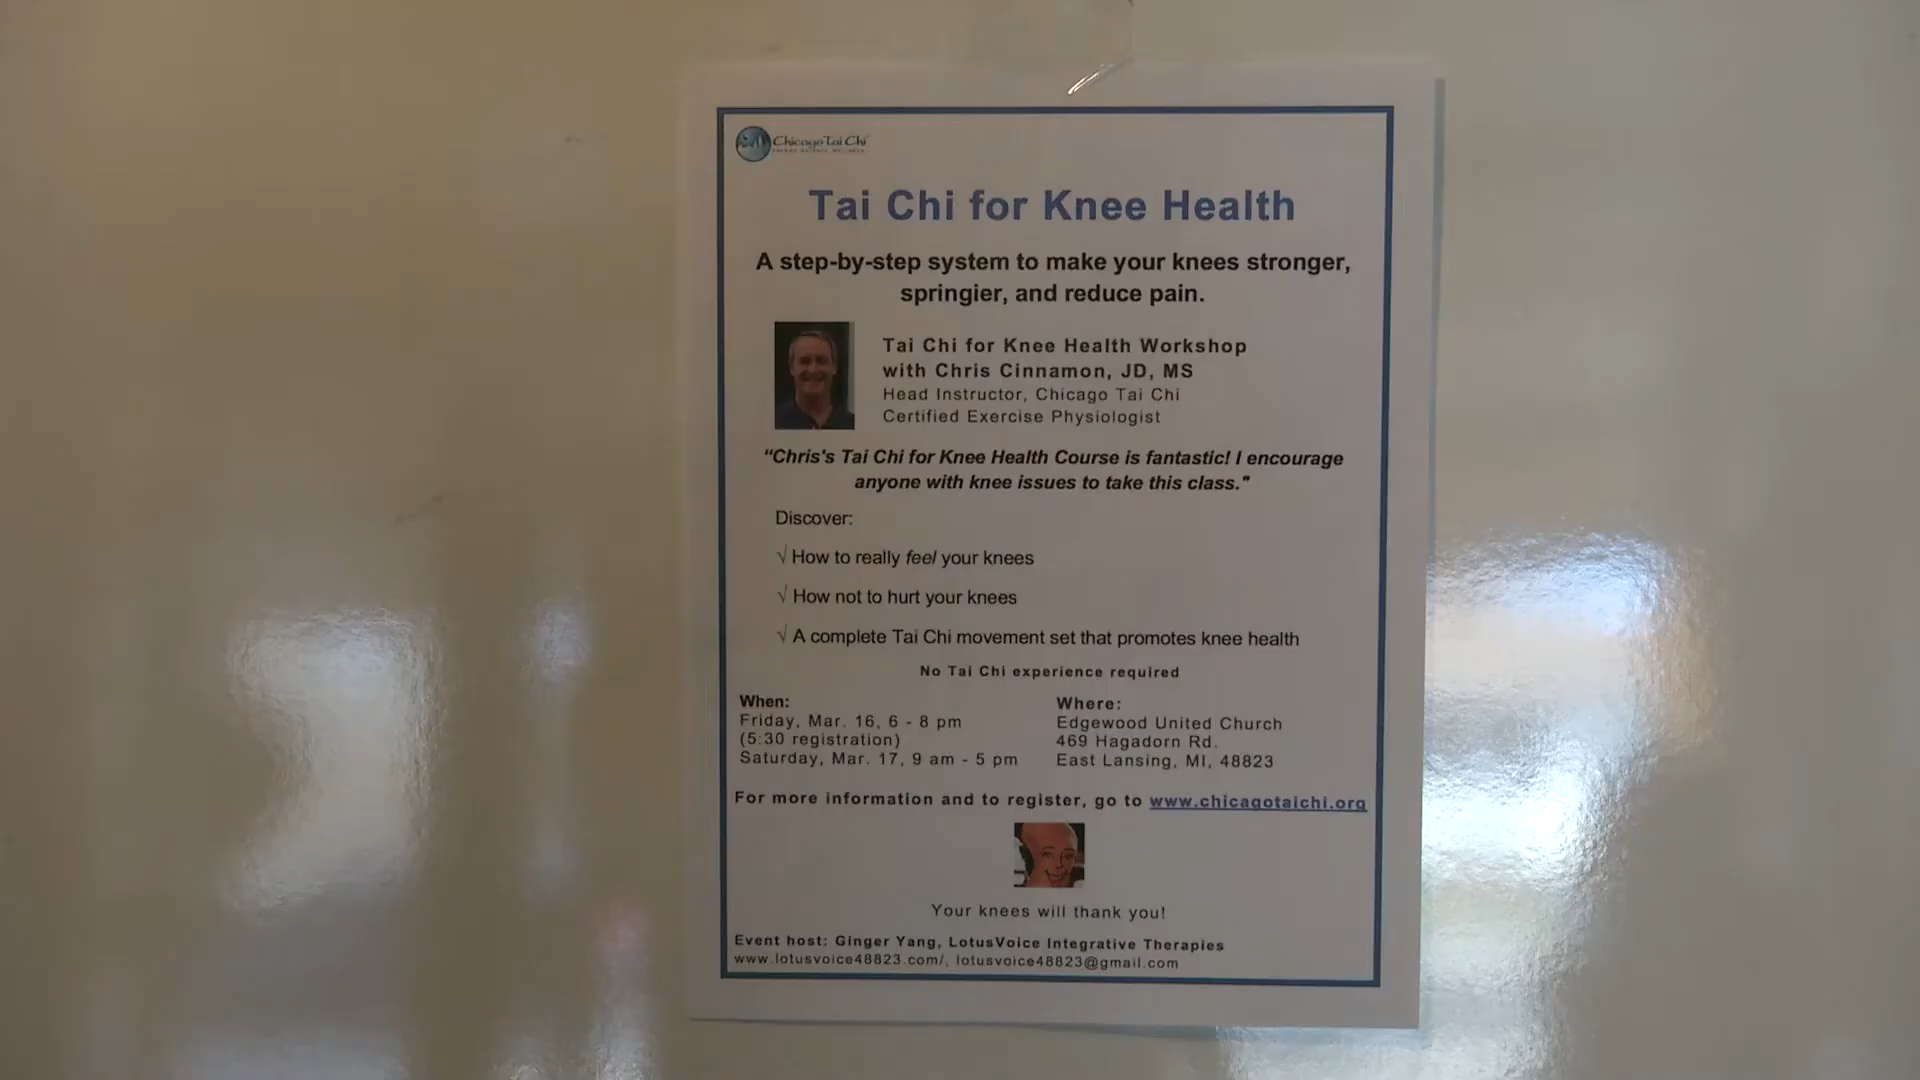 Chicago Tai Chi
Tai Chi for Knee Health
A step-by-step system to make your knees stronger,
springier, and reduce pain.
Tai Chi for Knee Health Workshop
with Chris Cinnamon, JD, MS
Head Instructor, Chicago Tai Chi
Certified Exercise Physiologist
“Chris's Tai Chi for Knee Health Course is fantastic! I encourage
anyone with knee issues to take this class."
Discover:
√ How to really feel your knees
√ How not to hurt your knees
√ A complete Tai Chi movement set that promotes knee health
No Tai Chi experience required
When:
Friday, Mar. 16, 6 - 8 pm
(5:30 registration)
Saturday, Mar. 17, 9 am - 5 pm
Where:
Edgewood United Church
469 Hagadorn Rd.
East Lansing, MI, 48823
For more information and to register, go to www.chicagotaichi.org
Your knees will thank you!
Event host: Ginger Yang, LotusVoice Integrative Therapies
www.lotusvoice48823.com/, lotusvoice48823@gmail.com